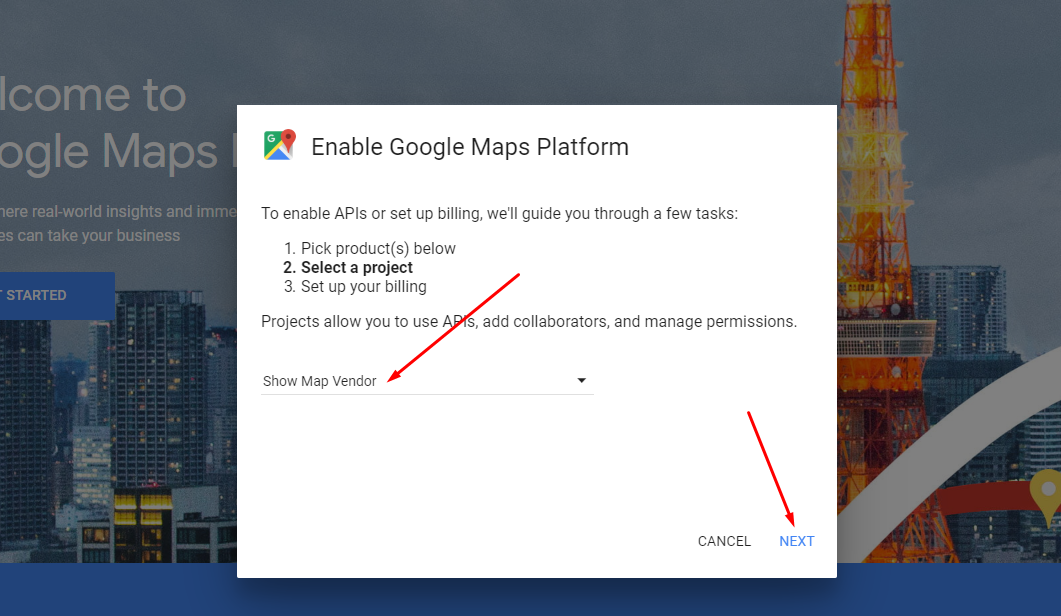 lcome to
ogle Maps
here real-world insights and imme
es can take your business
STARTED
G
Enable Google Maps Platform
To enable APIs or set up billing, we'll guide you through a few tasks:
1. Pick product(s) below
2. Select a project
3. Set up your billing
Projects allow you to use APIs, add collaborators, and manage permissions.
Show Map Vendor
CANCEL NEXT